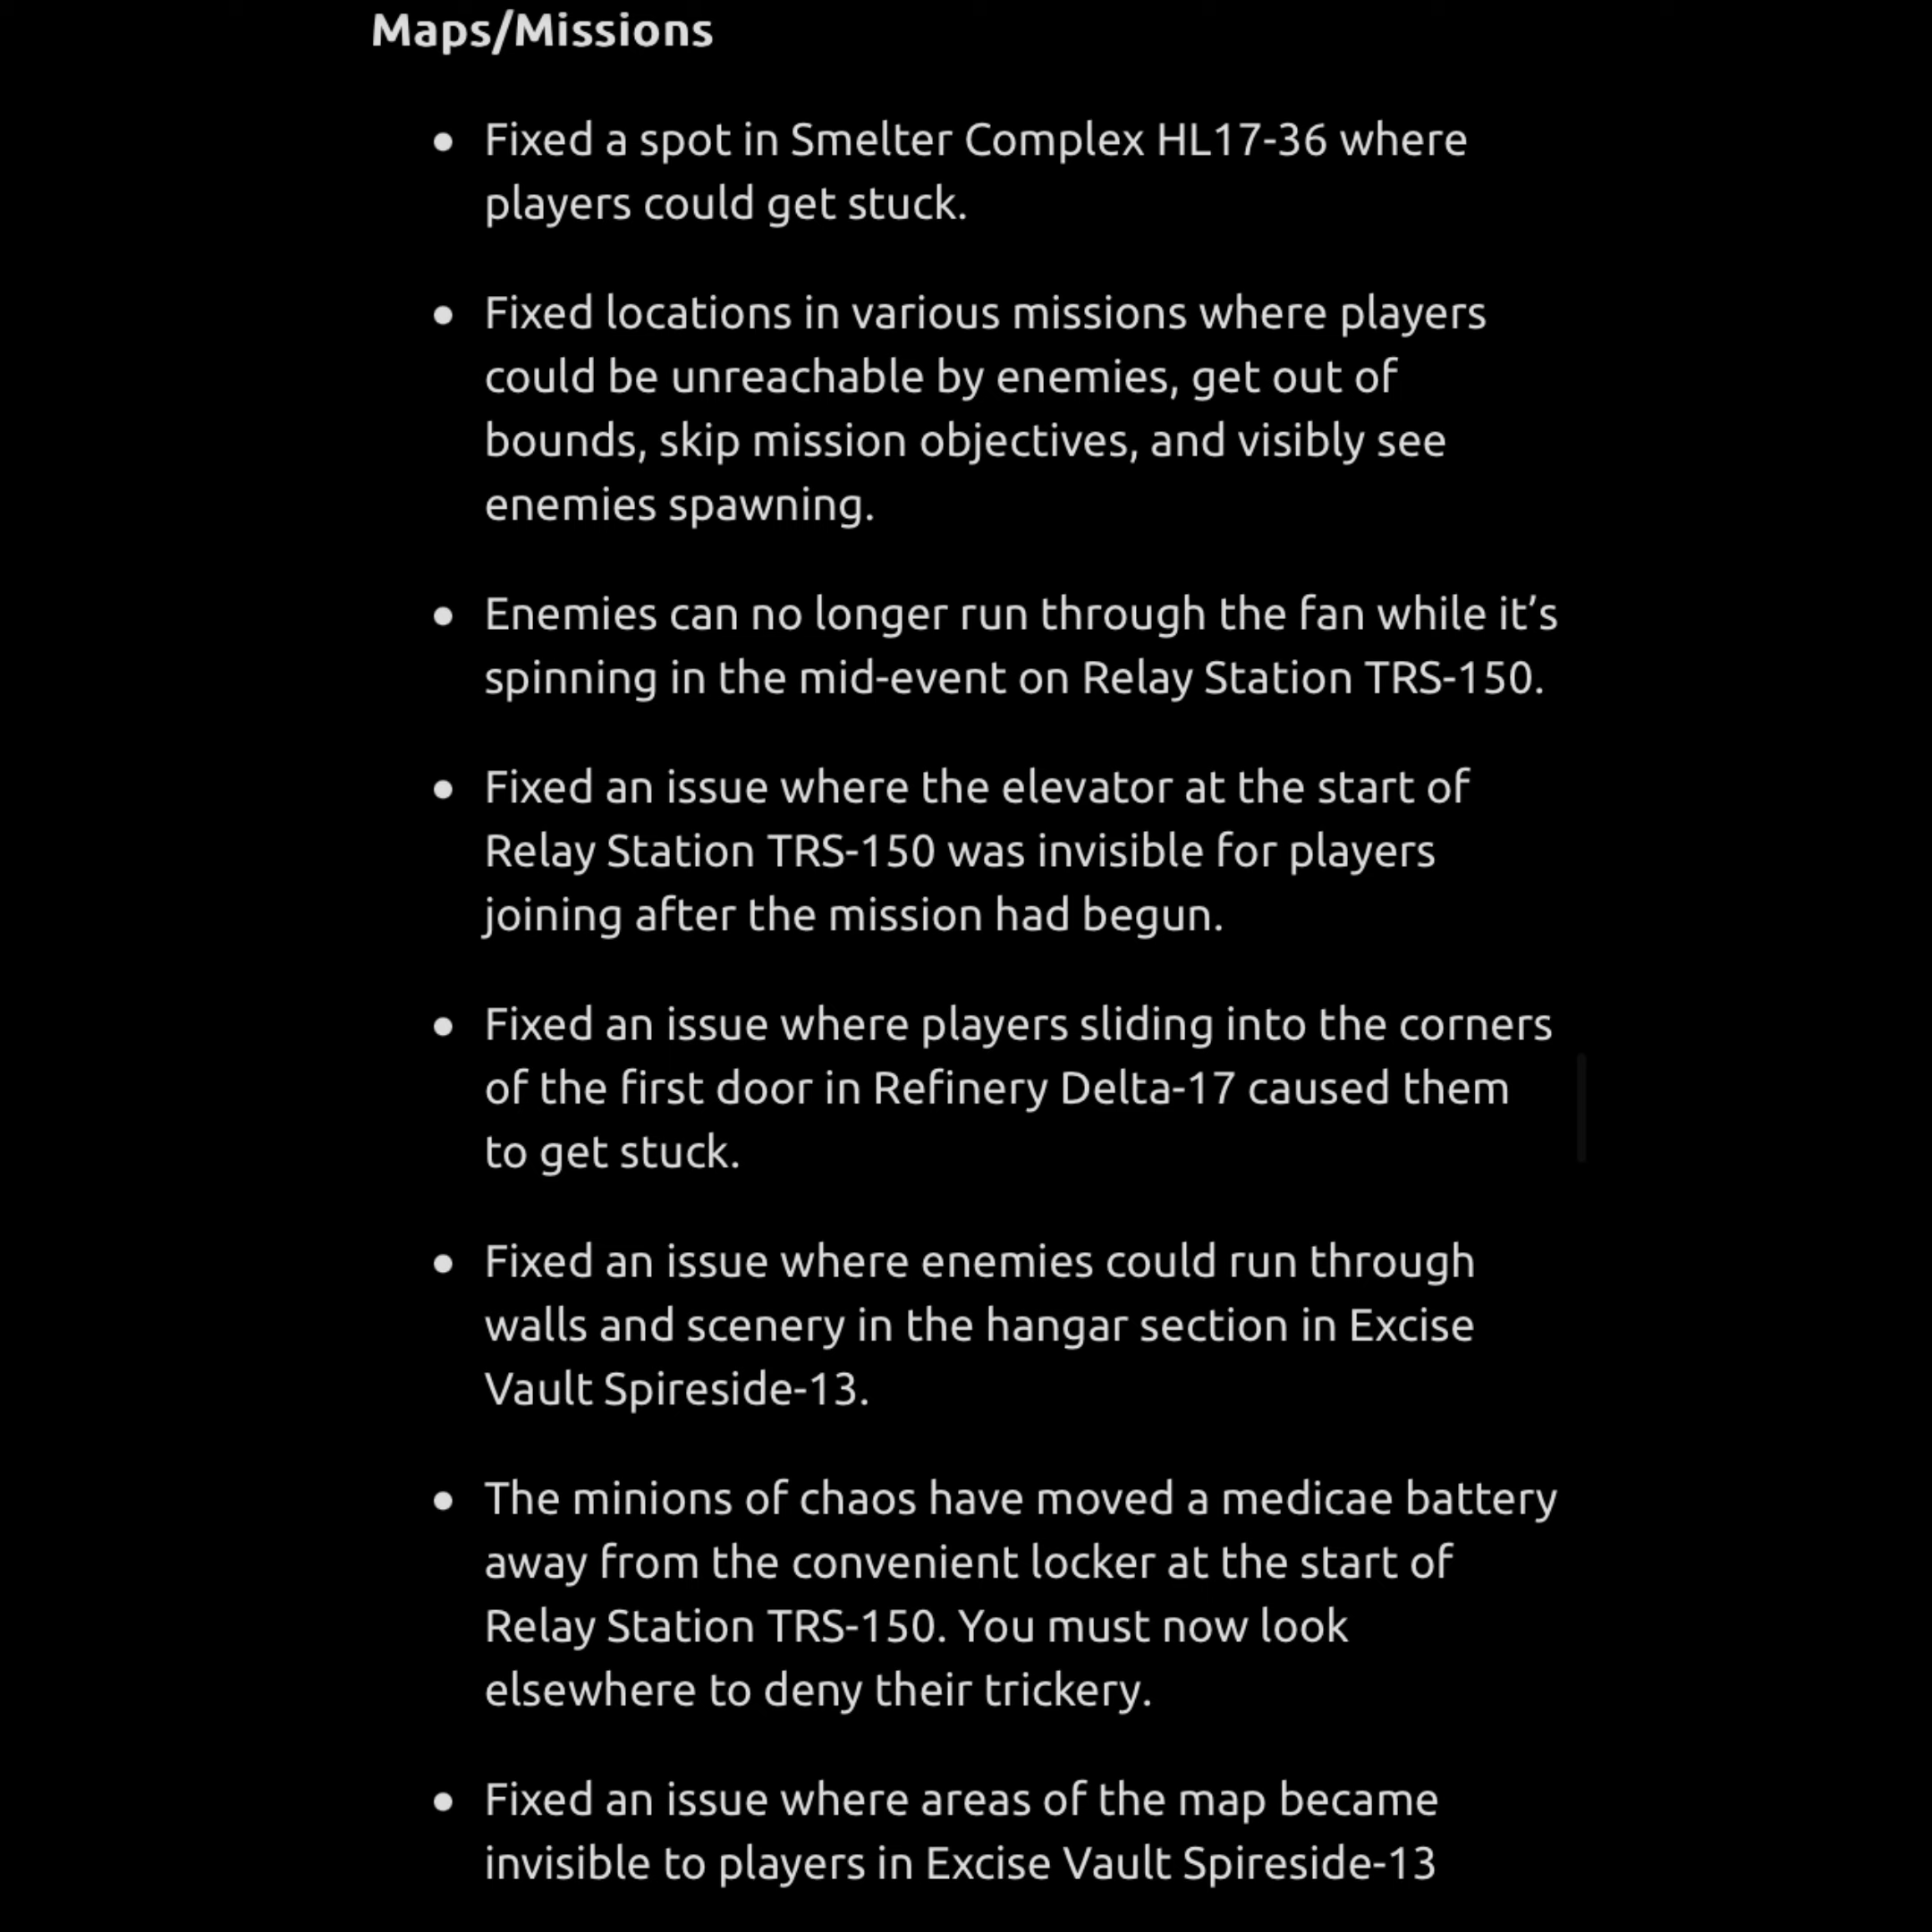 Maps/Missions
● Fixed a spot in Smelter Complex HL17-36 where
players could get stuck.
● Fixed locations in various missions where players
could be unreachable by enemies, get out of
bounds, skip mission objectives, and visibly see
enemies spawning.
● Enemies can no longer run through the fan while it’s
spinning in the mid-event on Relay Station TRS-150.
● Fixed an issue where the elevator at the start of
Relay Station TRS-150 was invisible for players
joining after the mission had begun.
● Fixed an issue where players sliding into the corners
of the first door in Refinery Delta-17 caused them
to get stuck.
● Fixed an issue where enemies could run through
walls and scenery in the hangar section in Excise
Vault Spireside-13.
● The minions of chaos have moved a medicae battery
away from the convenient locker at the start of
Relay Station TRS-150. You must now look
elsewhere to deny their trickery.
● Fixed an issue where areas of the map became
invisible to players in Excise Vault Spireside-13